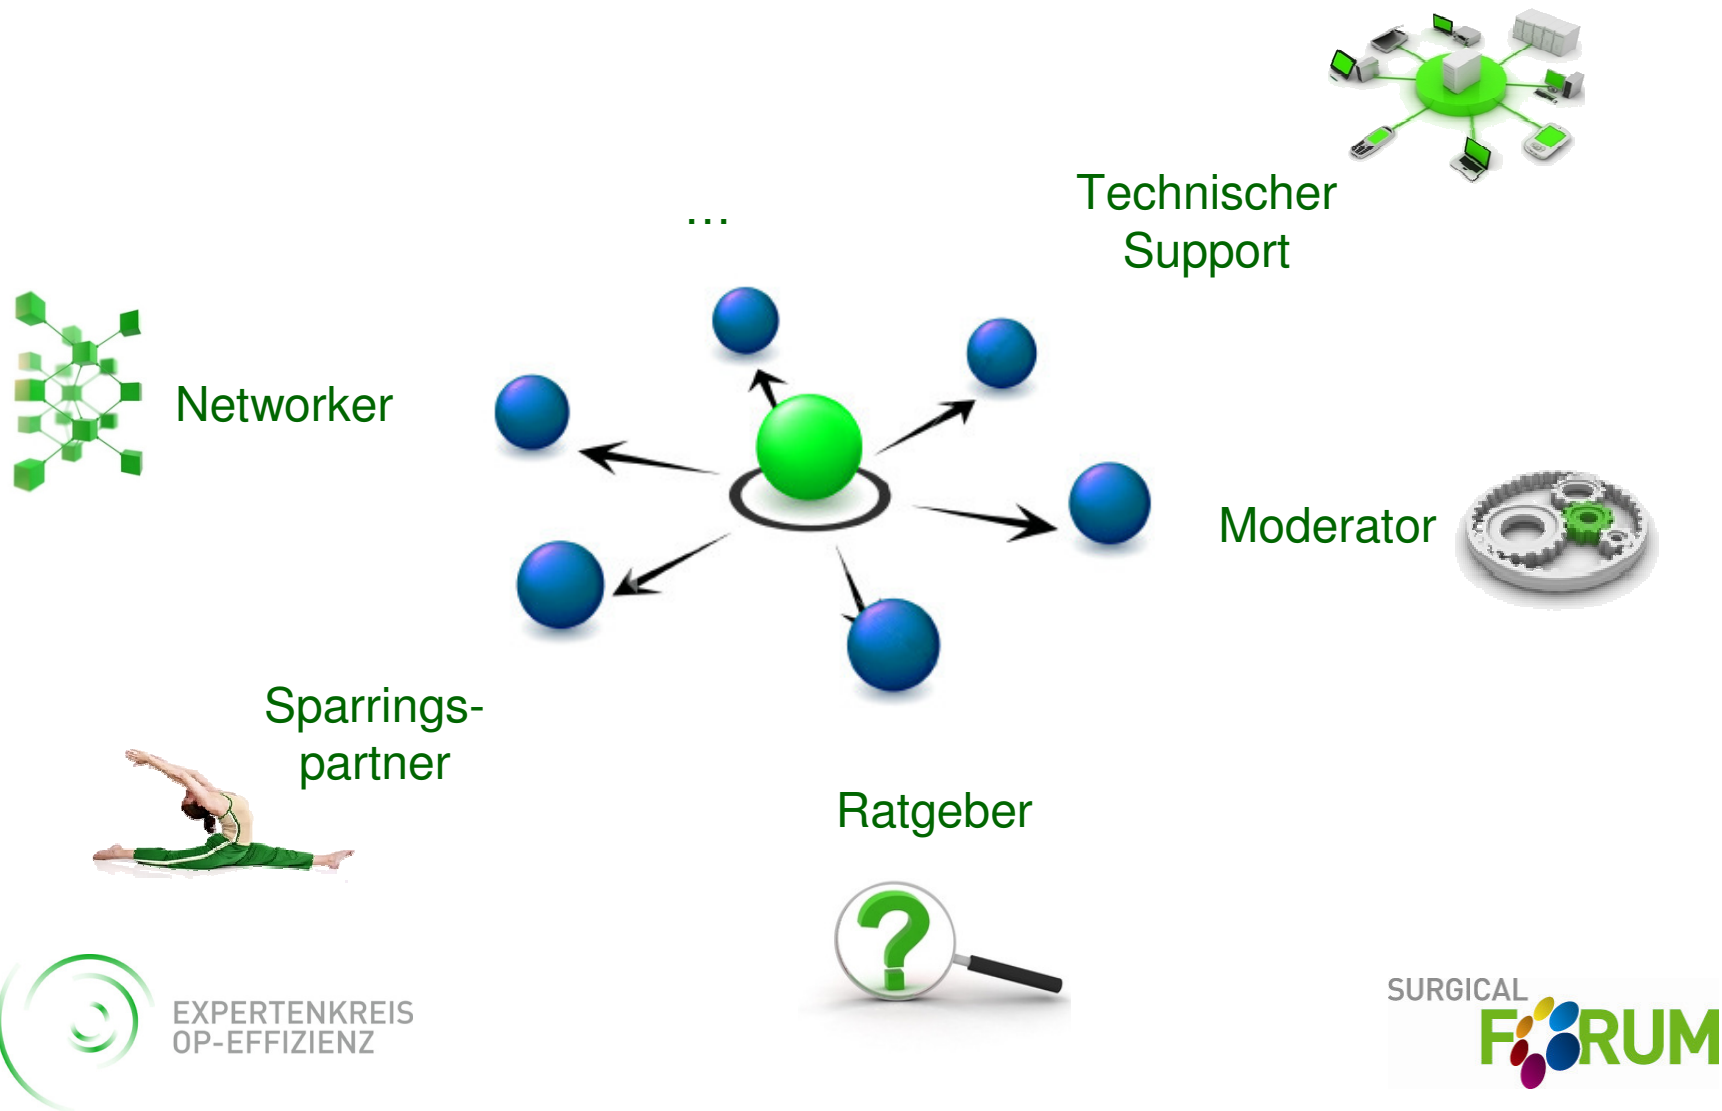 Technischer
Support
…
Networker
Moderator
Sparrings-
partner
Ratgeber
EXPERTENKREIS
OP-EFFIZIENZ
SURGICAL
FORUM